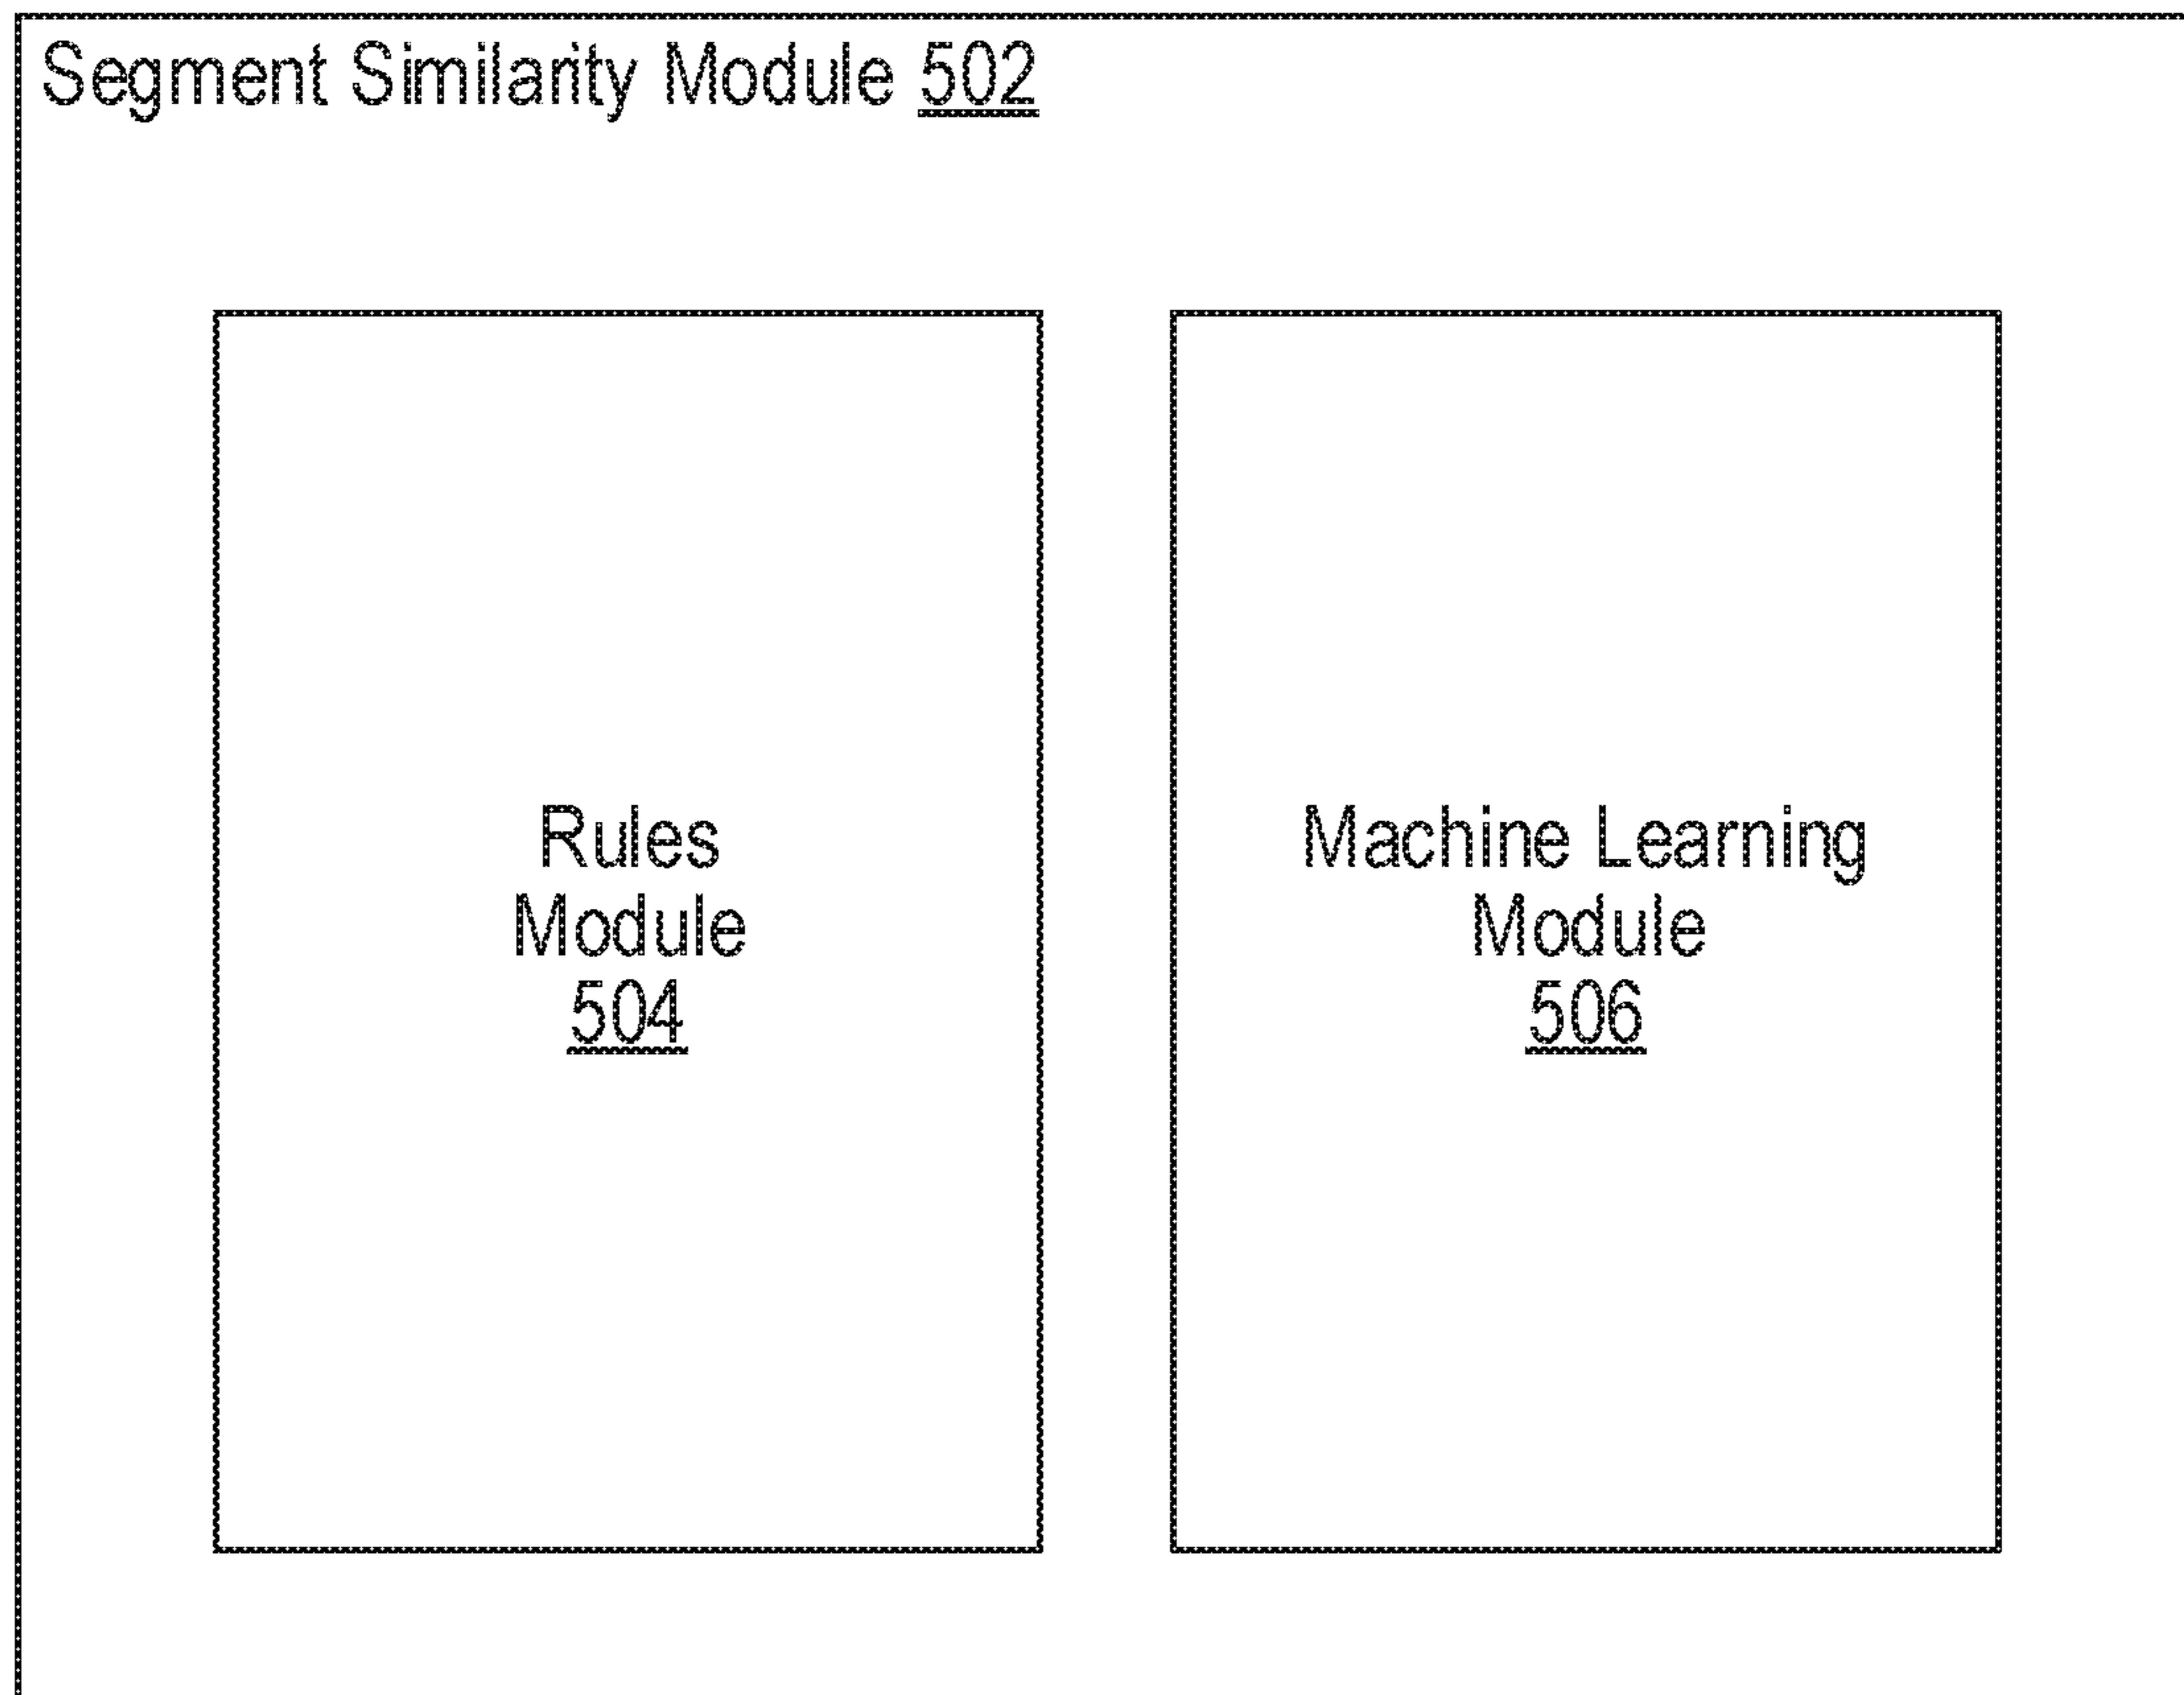 Segment Similarity Module 502
Rules
Module
504
Machine Learning
Module
506